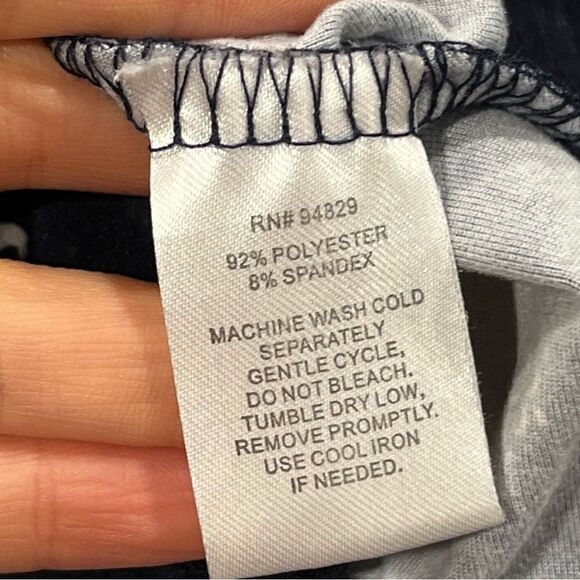 RN# 94829
92% POLYESTER
8% SPANDEX
MACHINE WASH COLD
SEPARATELY
GENTLE CYCLE,
DO NOT BLEACH.
TUMBLE DRY LOW,
REMOVE PROMPTLY.
USE COOL IRON
IF NEEDED.